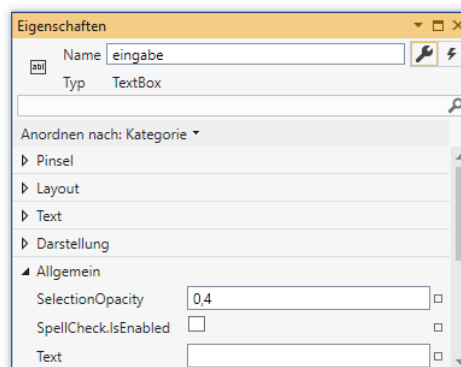 Eigenschaften
Name eingabe
abl
Typ TextBox
Anordnen nach: Kategorie
Pinsel
Layout
Text
Darstellung
Allgemein
SelectionOpacity 0,4
SpellCheck.IsEnabled
Text